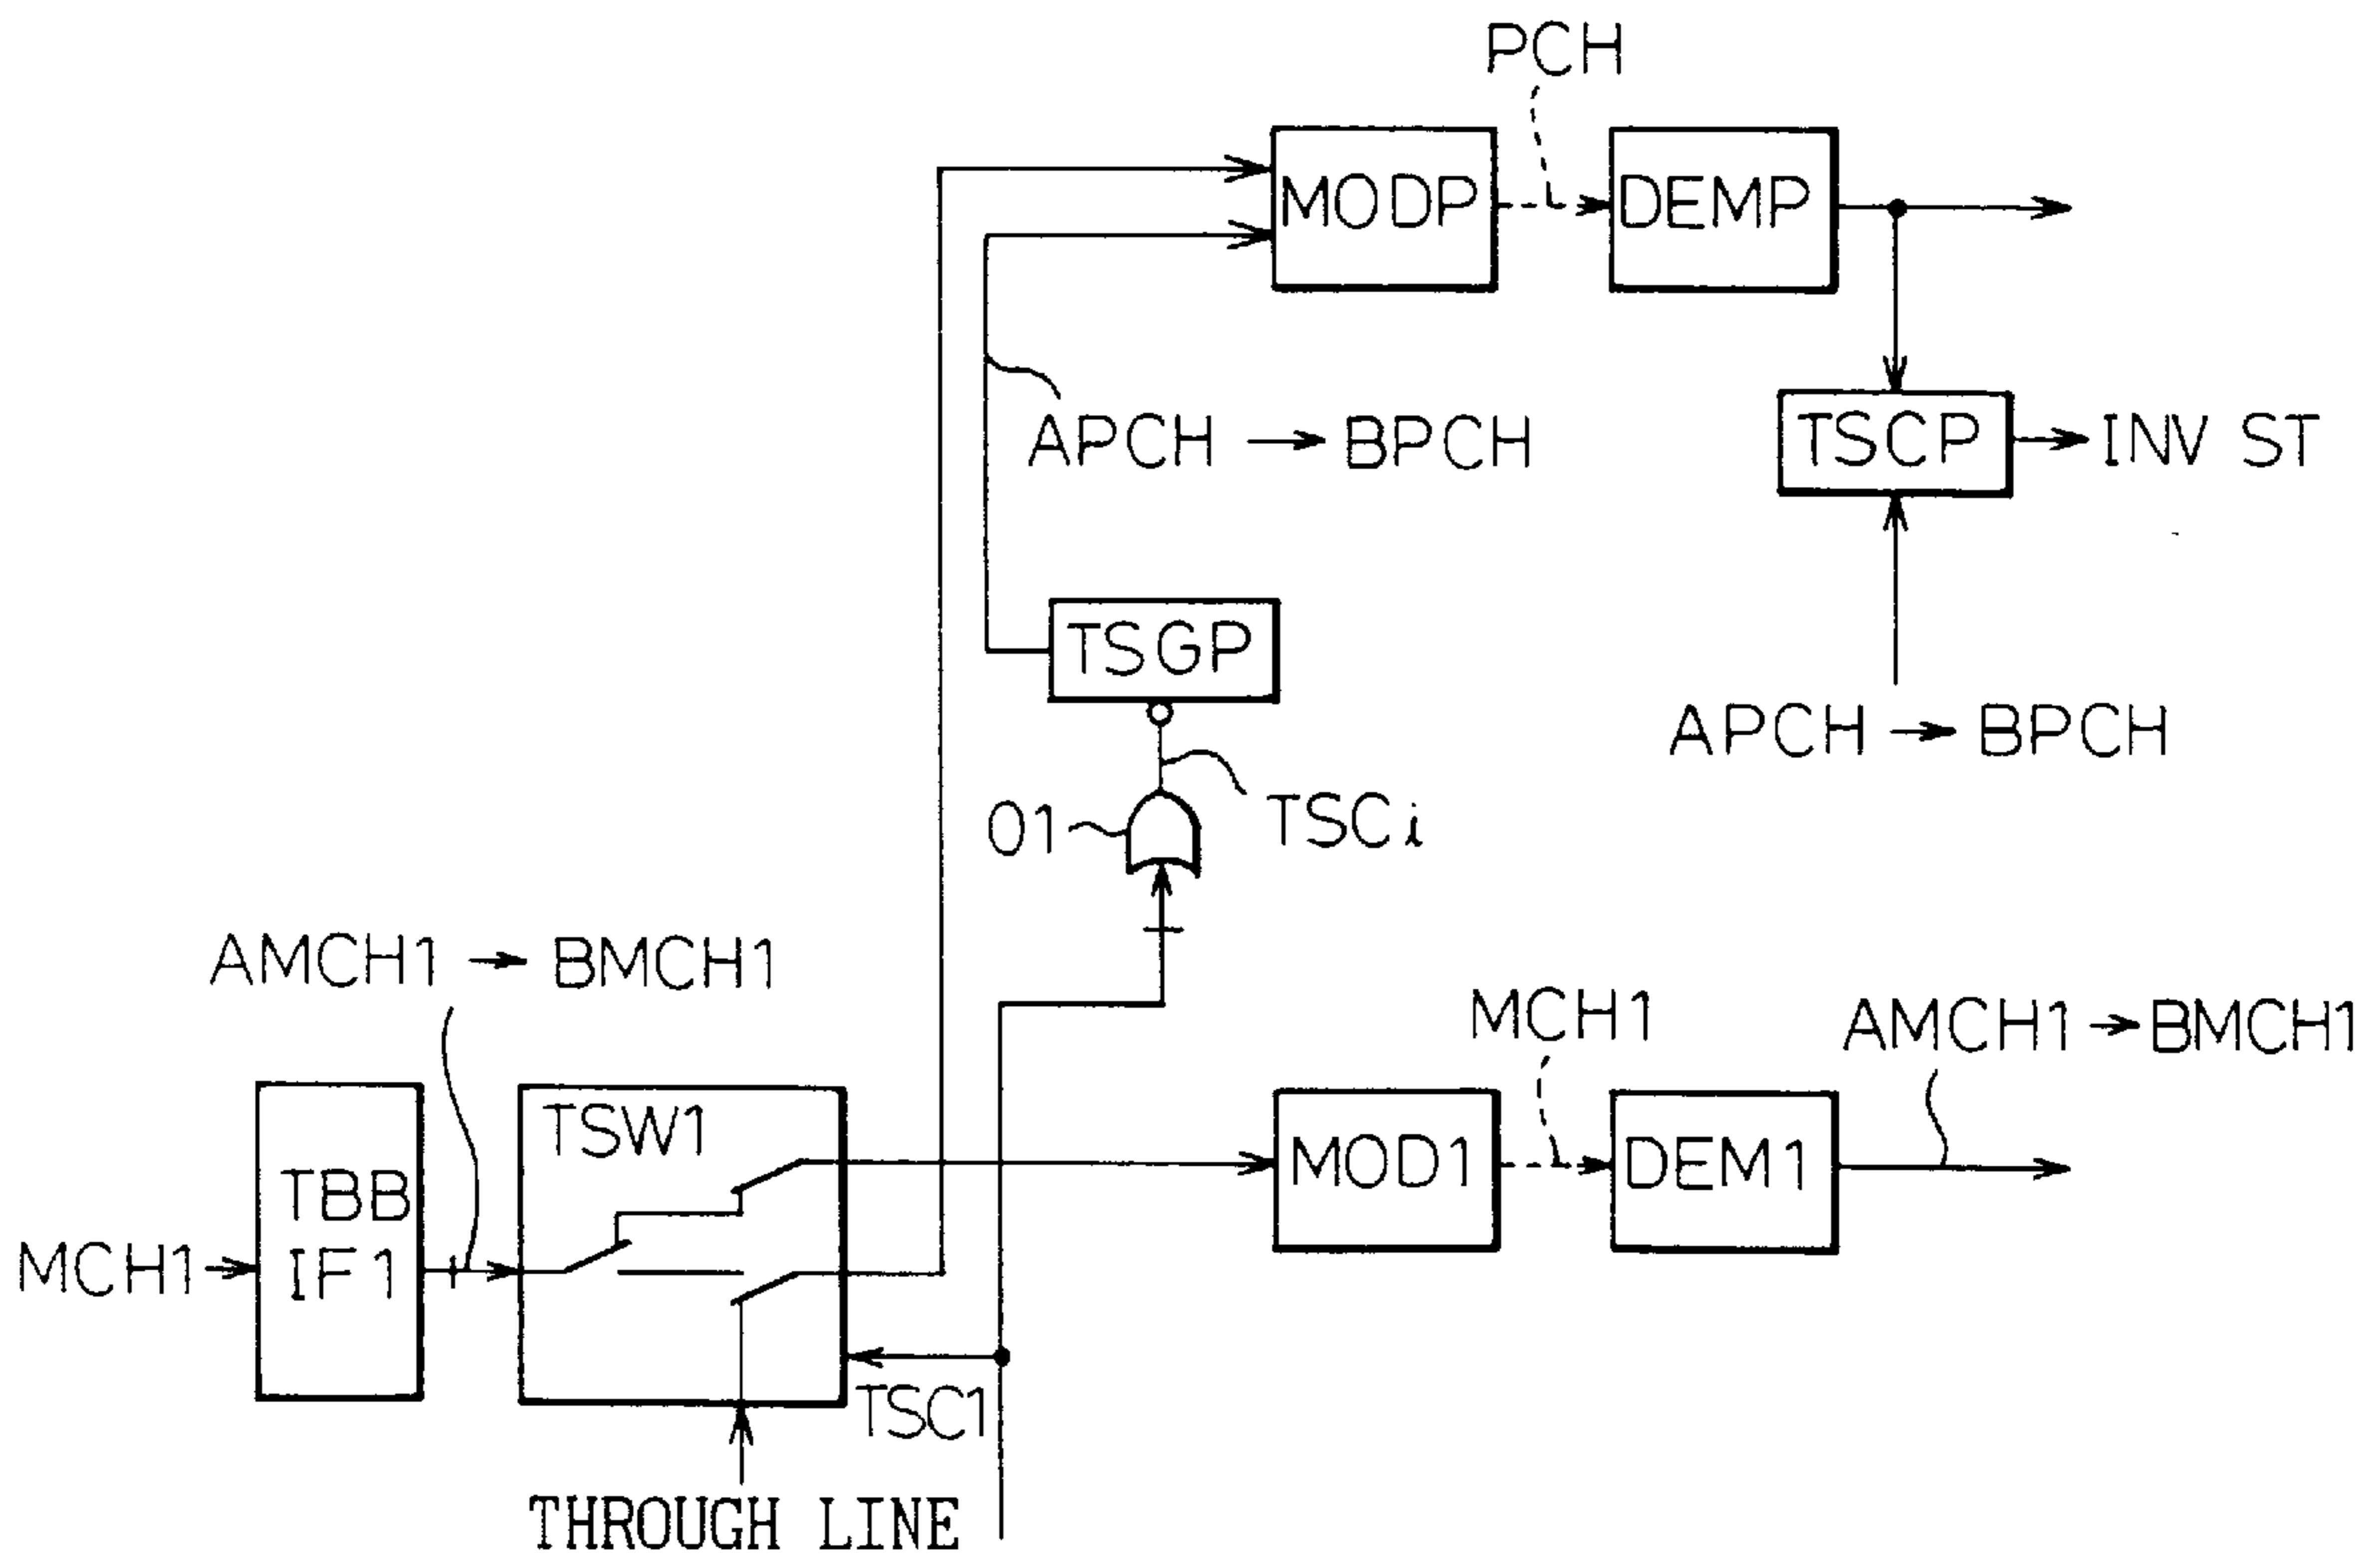 PCH
MODP
DEMP
APCH → BPCH
TSCP
INV ST
TSGP
APCH → BPCH
O1
TSCi
AMCH1 → BMCH1
MCH1
AMCH1 → BMCH1
TSW1
MOD1
DEM1
TBB
IF1
MCH1
TSC1
THROUGH LINE